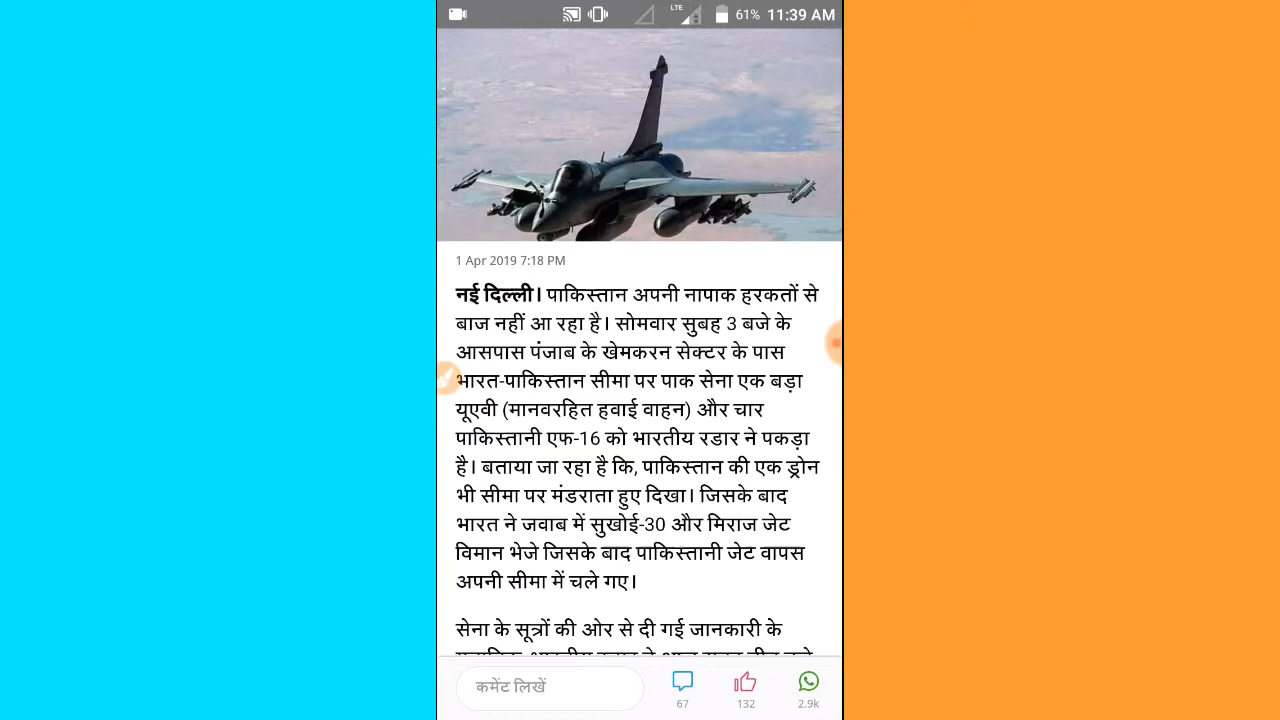 LTE
61% 11:39 AM
1 Apr 2019 7:18 PM
नई दिल्ली। पाकिस्तान अपनी नापाक हरकतों से
बाज नहीं आ रहा है। सोमवार सुबह 3 बजे के
आसपास पंजाब के खेमकरन सेक्टर के पास
भारत-पाकिस्तान सीमा पर पाक सेना एक बड़ा
यूएवी (मानवरहित हवाई वाहन) और चार
पाकिस्तानी एफ-16 को भारतीय रडार ने पकड़ा
है। बताया जा रहा है कि, पाकिस्तान की एक ड्रोन
भी सीमा पर मंडराता हुए दिखा। जिसके बाद
भारत ने जवाब में सुखोई-30 और मिराज जेट
विमान भेजे जिसके बाद पाकिस्तानी जेट वापस
अपनी सीमा में चले गए।
सेना के सूत्रों की ओर से दी गई जानकारी के
कमेंट लिखें
67 132 2.9k